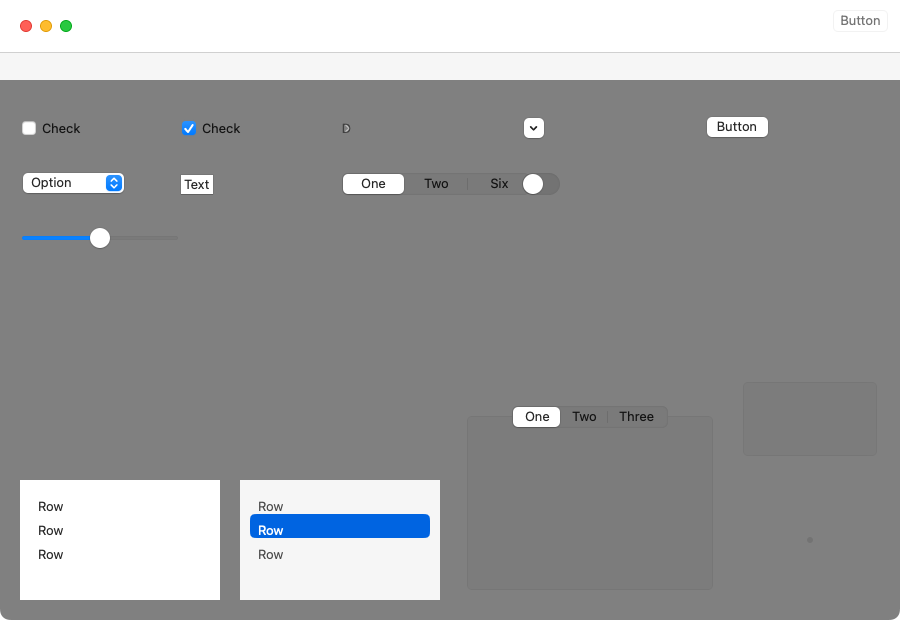 Button
Check
Check
D
Button
Option
Text
One
Two
Six
One
Two
Three
Row
Row
Row
Row
Row
Row